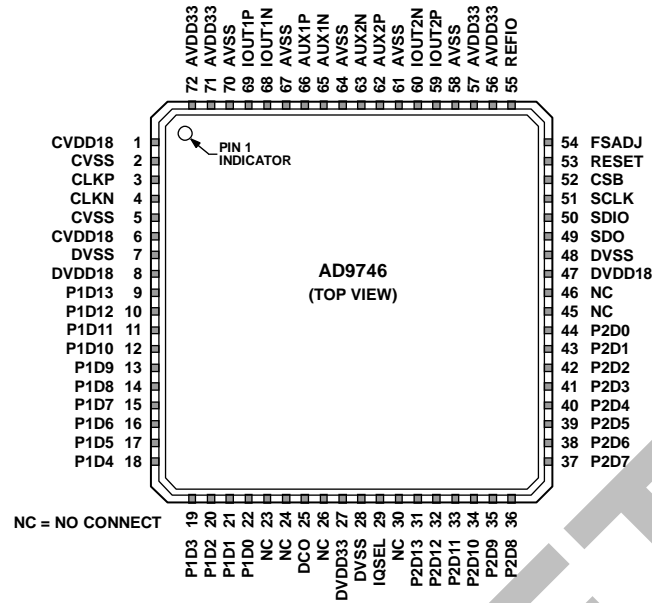 72 AVDD33
71 AVDD33
70 AVSS
69 IOUT1P
68 IOUT1N
67 AVSS
66 AUX1P
65 AUX1N
64 AVSS
63 AUX2N
62 AUX2P
61 AVSS
60 IOUT2N
59 IOUT2P
58 AVSS
57 AVDD33
56 AVDD33
55 REFIO
CVDD18 1
CVSS 2
CLKP 3
CLKN 4
CVSS 5
CVDD18 6
DVSS 7
DVDD18 8
P1D13 9
P1D12 10
P1D11 11
P1D10 12
P1D9 13
P1D8 14
P1D7 15
P1D6 16
P1D5 17
P1D4 18
PIN 1
INDICATOR
AD9746
(TOP VIEW)
54 FSADJ
53 RESET
52 CSB
51 SCLK
50 SDIO
49 SDO
48 DVSS
47 DVDD18
46 NC
45 NC
44 P2D0
43 P2D1
42 P2D2
41 P2D3
40 P2D4
39 P2D5
38 P2D6
37 P2D7
NC = NO CONNECT
P1D3 19
P1D2 20
P1D1 21
P1D0 22
NC 23
NC 24
DCO 25
NC 26
DVDD33 27
DVSS 28
IQSEL 29
NC 30
P2D13 31
P2D12 32
P2D11 33
P2D10 34
P2D9 35
P2D8 36